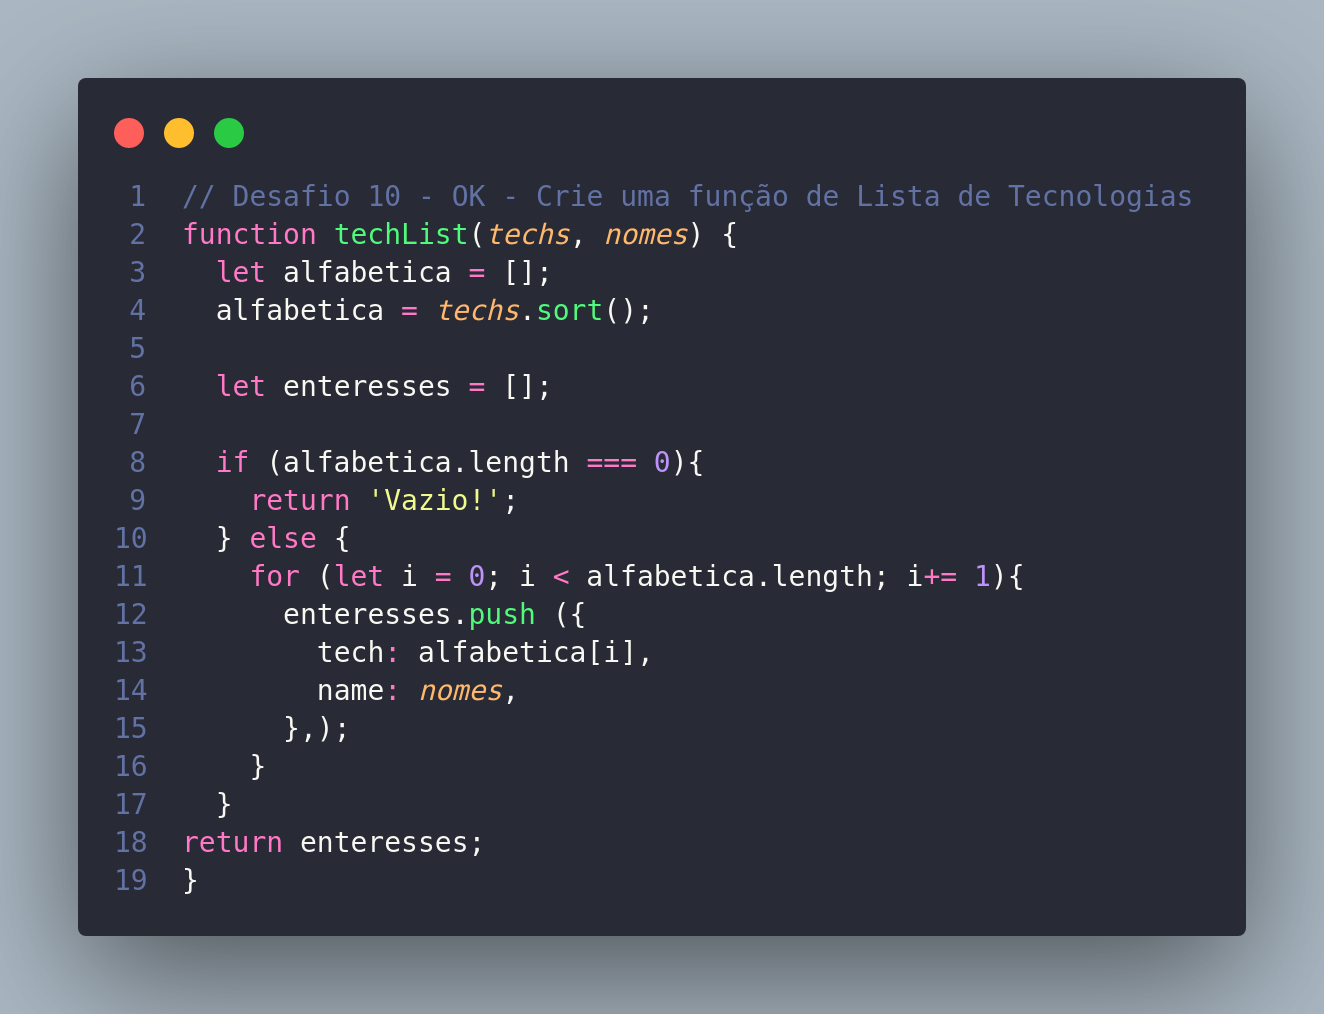 1 // Desafio 10 - OK - Crie uma função de Lista de Tecnologias
2 function techList(techs, nomes) {
3   let alfabetica = [];
4   alfabetica = techs.sort();
5
6   let enteresses = [];
7
8   if (alfabetica.length === 0){
9     return 'Vazio!';
10   } else {
11     for (let i = 0; i < alfabetica.length; i+= 1){
12       enteresses.push ({
13         tech: alfabetica[i],
14         name: nomes,
15       },);
16     }
17   }
18 return enteresses;
19 }